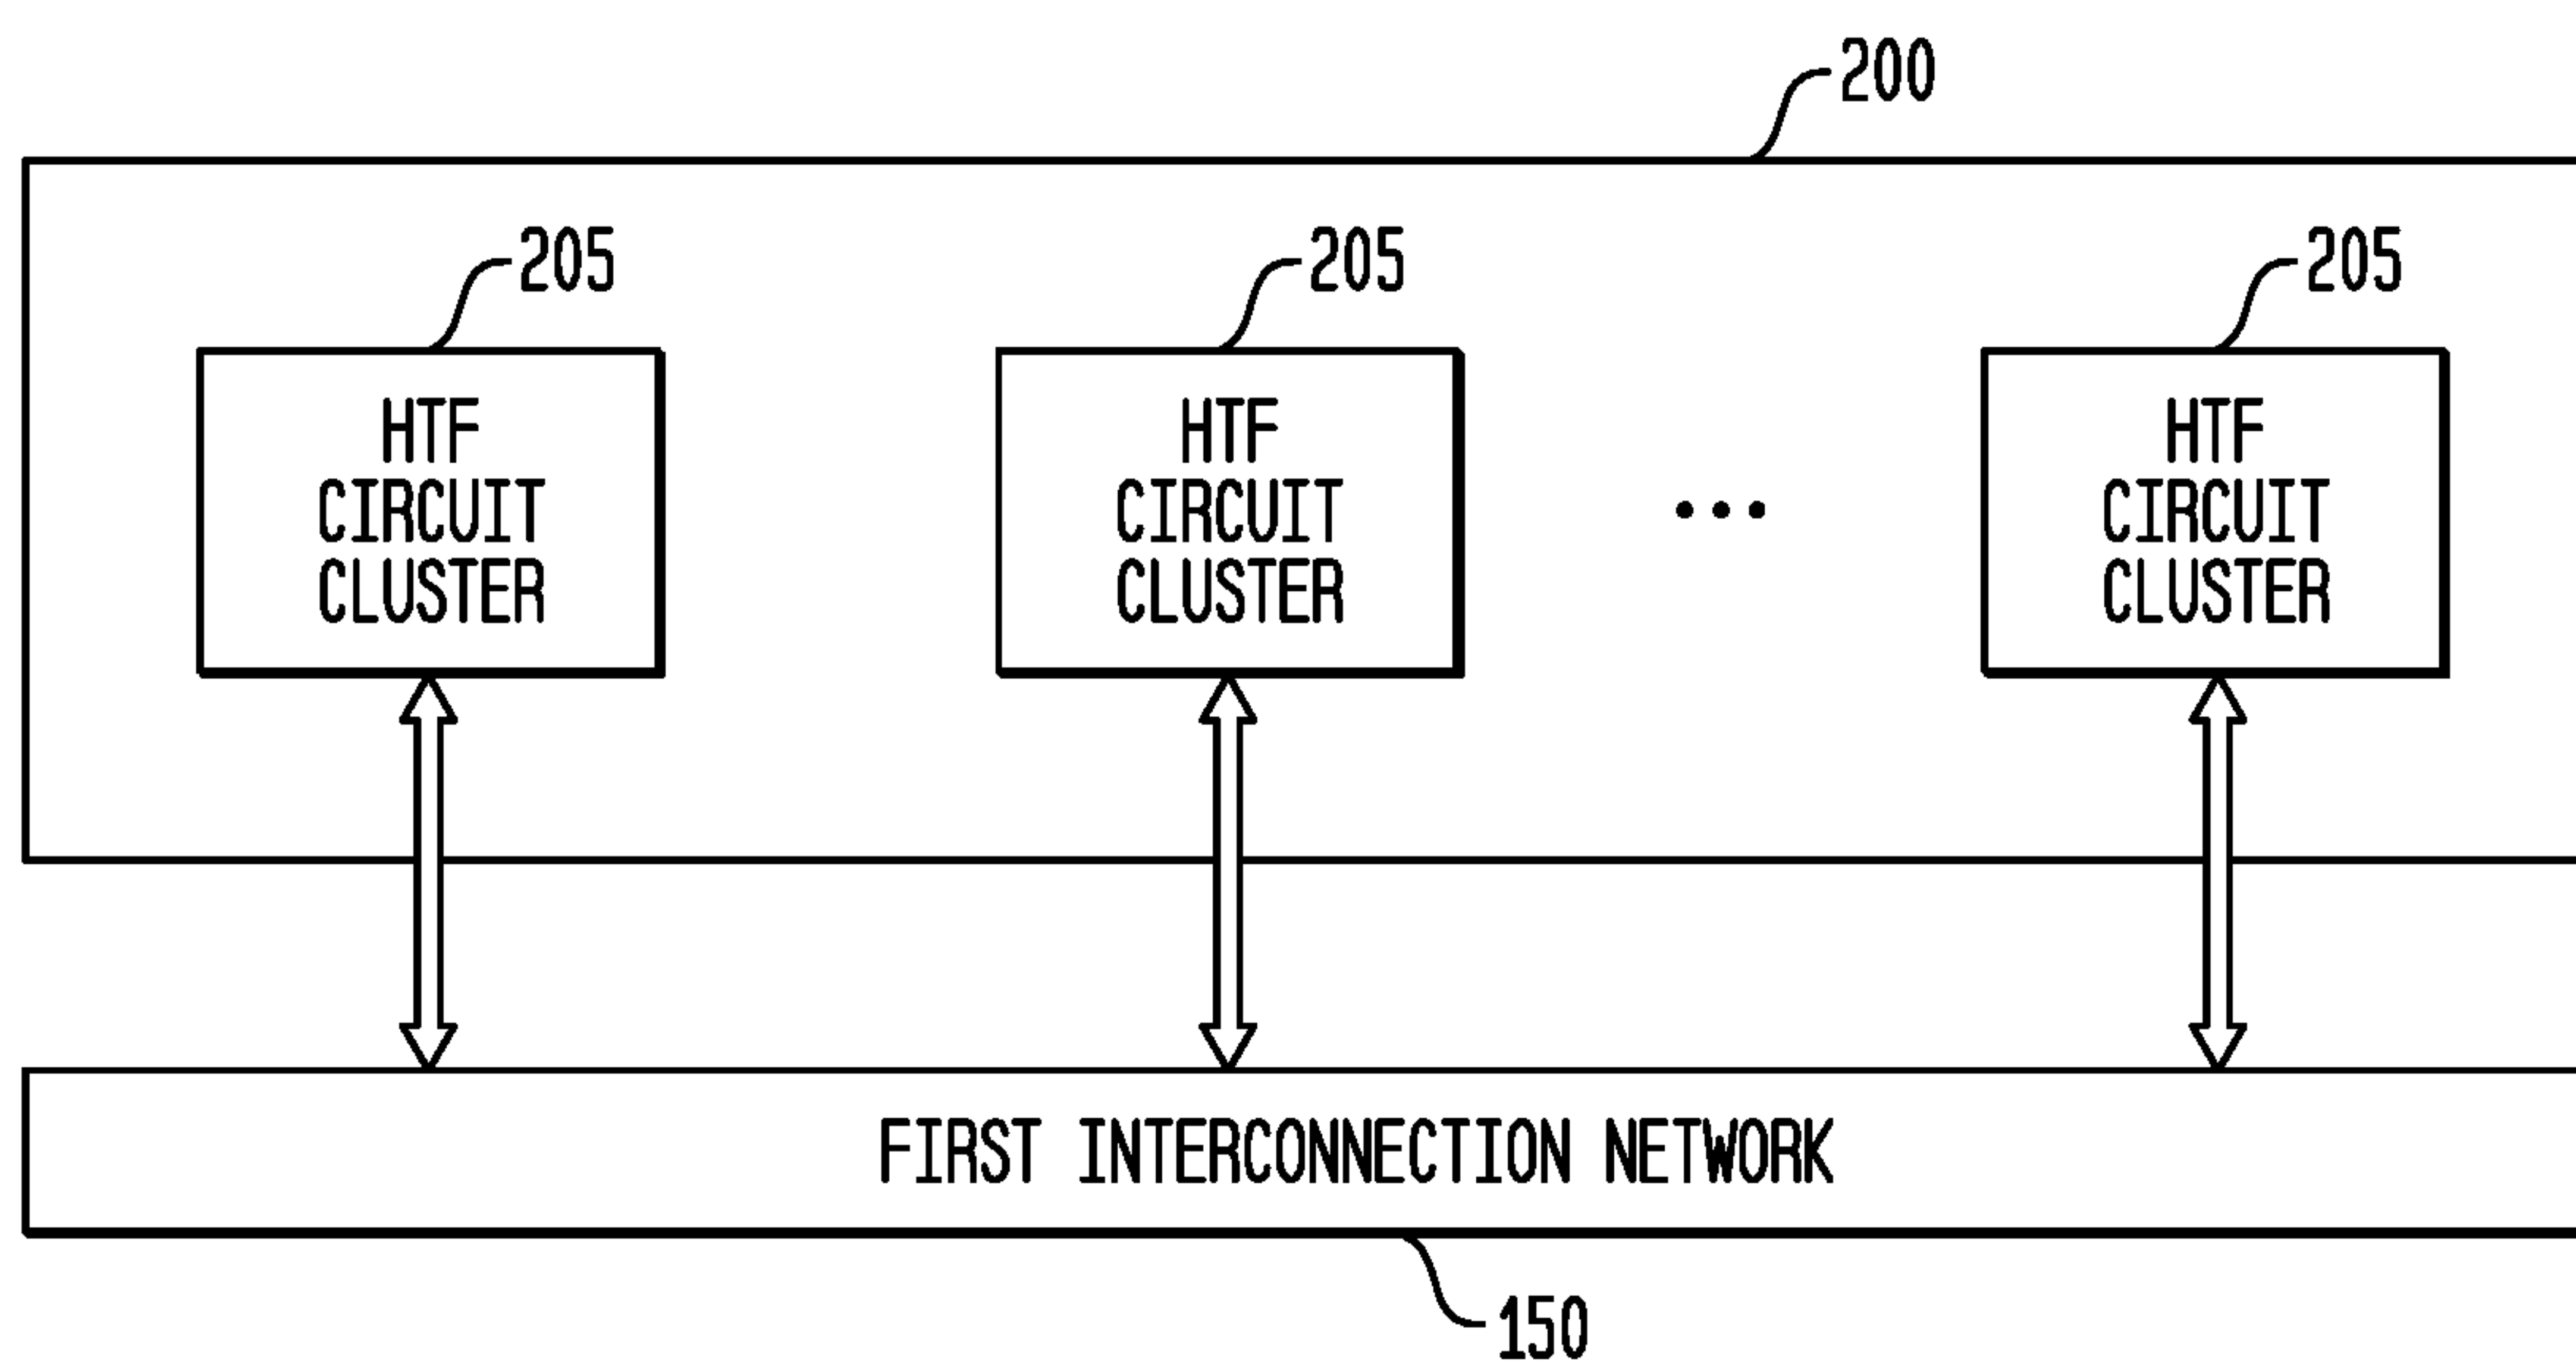 200
205
205
205
HTF
CIRCUIT
CLUSTER
HTF
CIRCUIT
CLUSTER
HTF
CIRCUIT
CLUSTER
FIRST INTERCONNECTION NETWORK
150